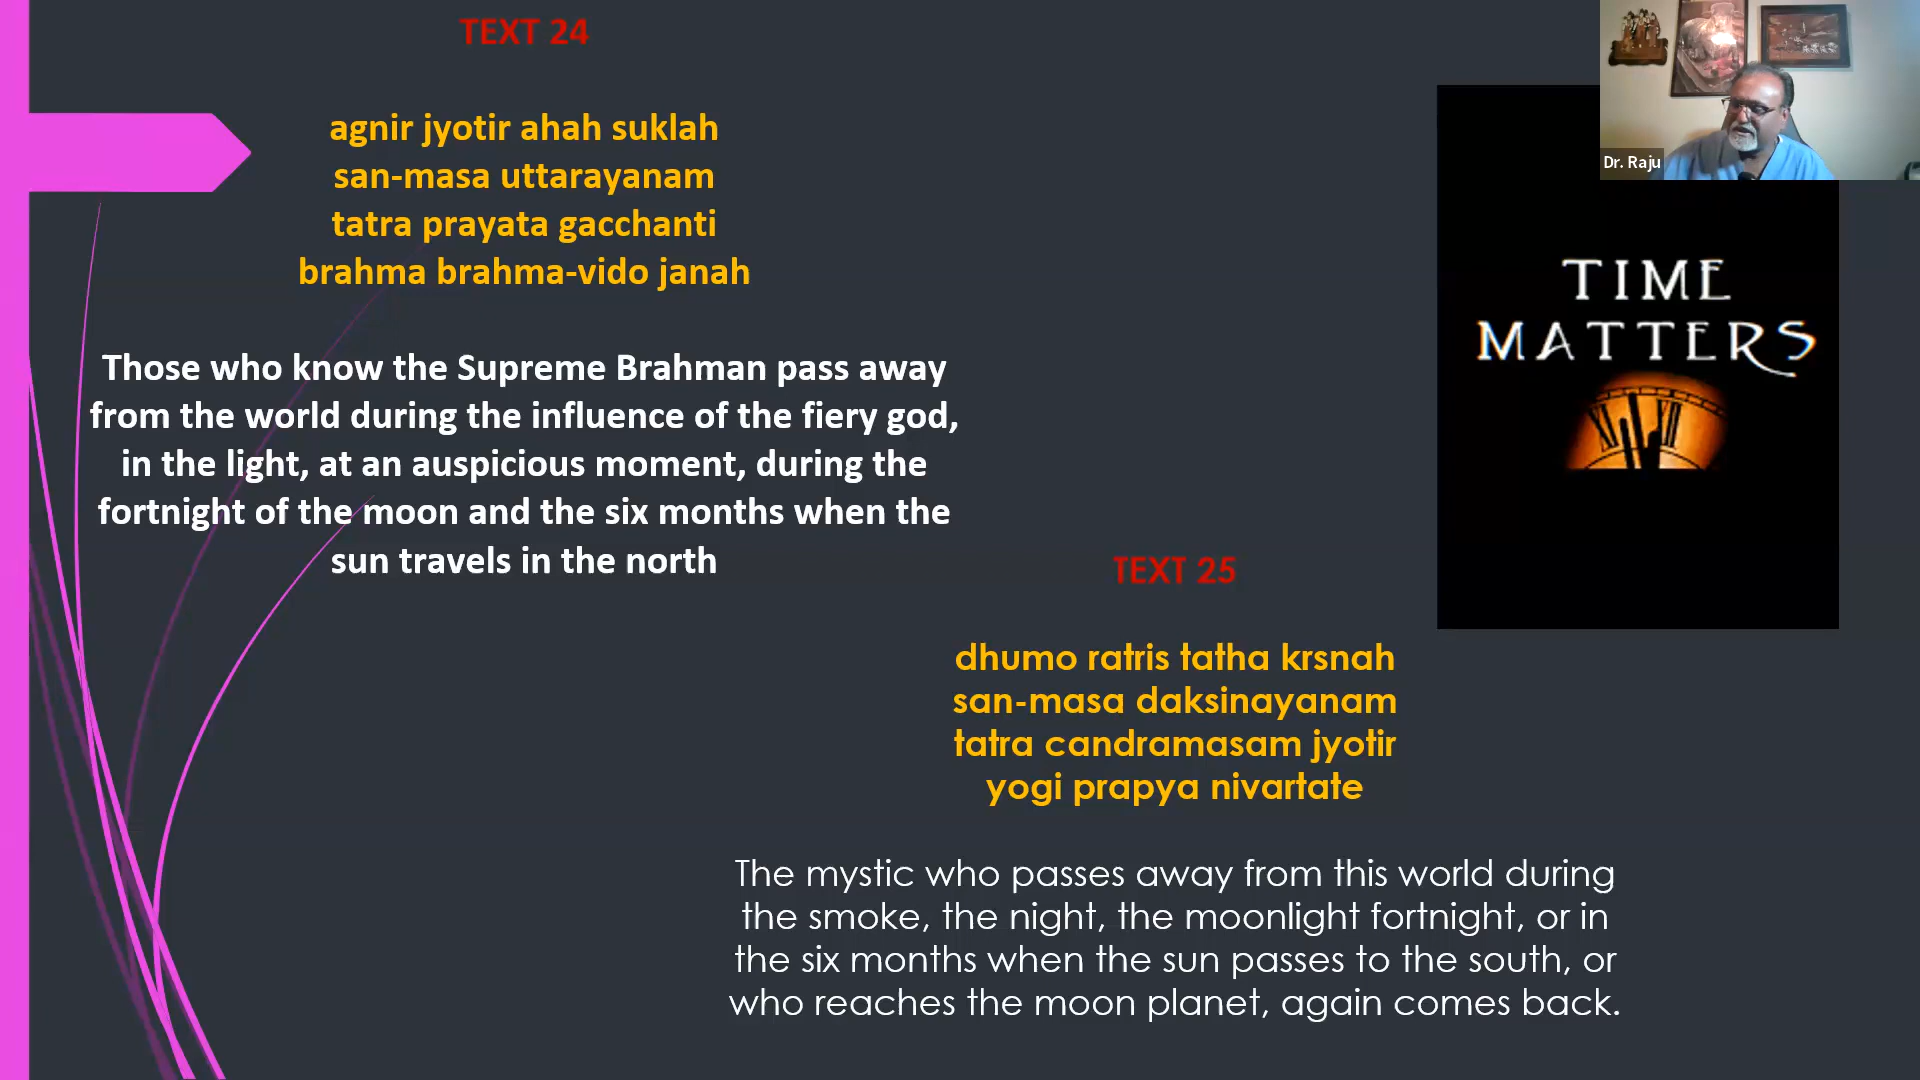 TEXT 24
agnir jyotir ahah suklah
san-masa uttarayanam
tatra prayata gacchanti
brahma brahma-vido janah
Those who know the Supreme Brahman pass away
from the world during the influence of the fiery god,
in the light, at an auspicious moment, during the
fortnight of the moon and the six months when the
sun travels in the north
Dr. Raju
TIME
MATTERS
XI XII
TEXT 25
dhumo ratris tatha krsnah
san-masa daksinayanam
tatra candramasam jyotir
yogi prapya nivartate
The mystic who passes away from this world during
the smoke, the night, the moonlight fortnight, or in
the six months when the sun passes to the south, or
who reaches the moon planet, again comes back.